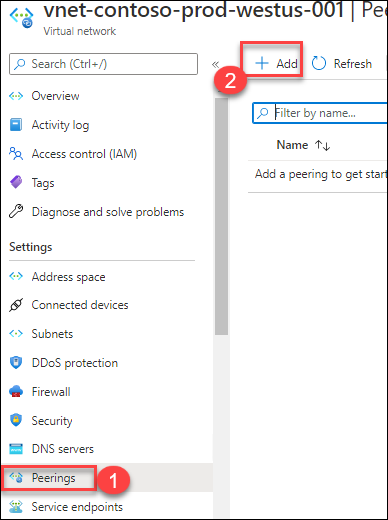 vnet-contoso-prod-westus-001 | Pee
Virtual network
Search (Ctrl+/)
«
Add
Refresh
2
Overview
Activity log
Access control (IAM)
Tags
Diagnose and solve problems
Filter by name...
Name ↑↓
Add a peering to get start
Settings
Address space
Connected devices
Subnets
DDoS protection
Firewall
Security
DNS servers
Peerings
1
Service endpoints